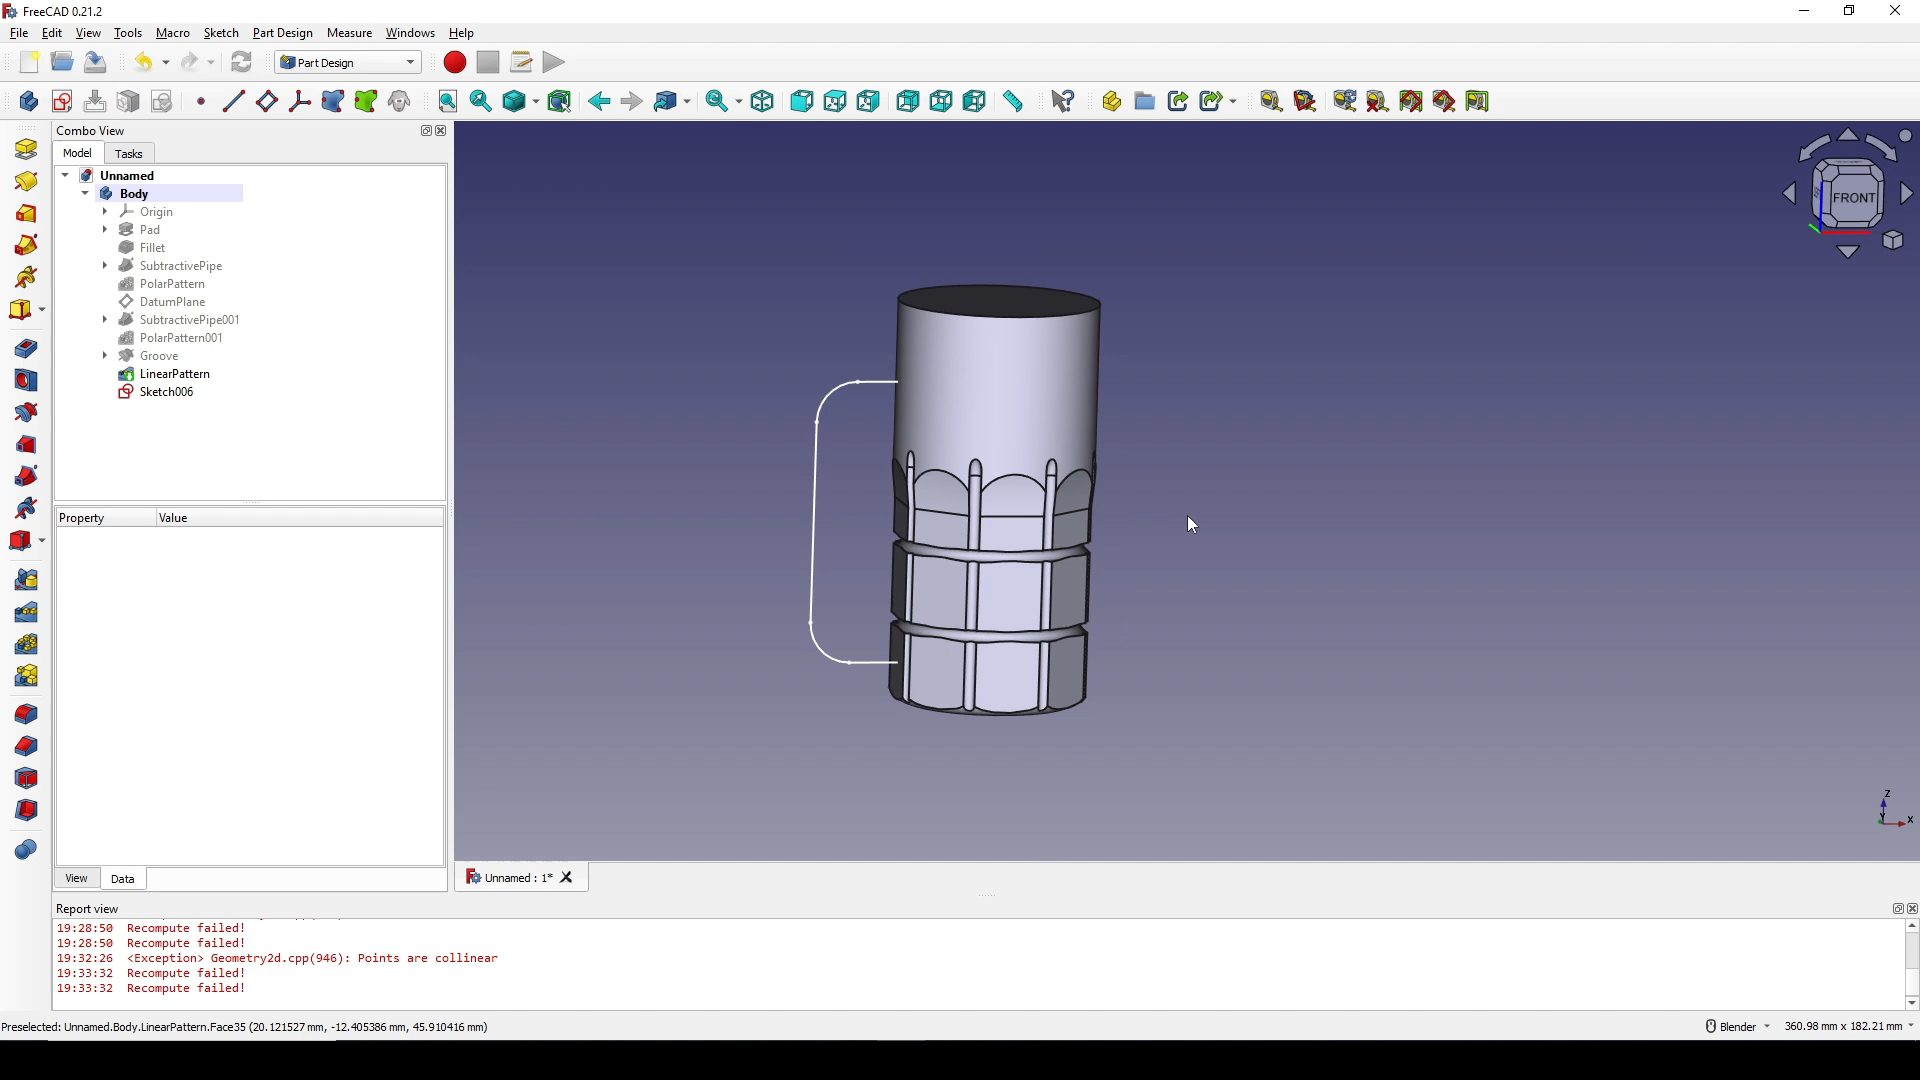 FreeCAD 0.21.2
File Edit View Tools Macro Sketch Part Design Measure Windows Help
Part Design
Combo View
Model Tasks
Unnamed
Body
Origin
Pad
Fillet
SubtractivePipe
PolarPattern
DatumPlane
SubtractivePipe001
PolarPattern001
Groove
LinearPattern
Sketch006
Property Value
View Data
FRONT
Z
Y
X
Unnamed : 1*
Report view
19:28:50 Recompute failed!
19:28:50 Recompute failed!
19:32:26 <Exception> Geometry2d.cpp(946): Points are collinear
19:33:32 Recompute failed!
19:33:32 Recompute failed!
Preselected: Unnamed.Body.LinearPattern.Face35 (20.121527 mm, -12.405386 mm, 45.910416 mm)
Blender 360.98 mm x 182.21 mm